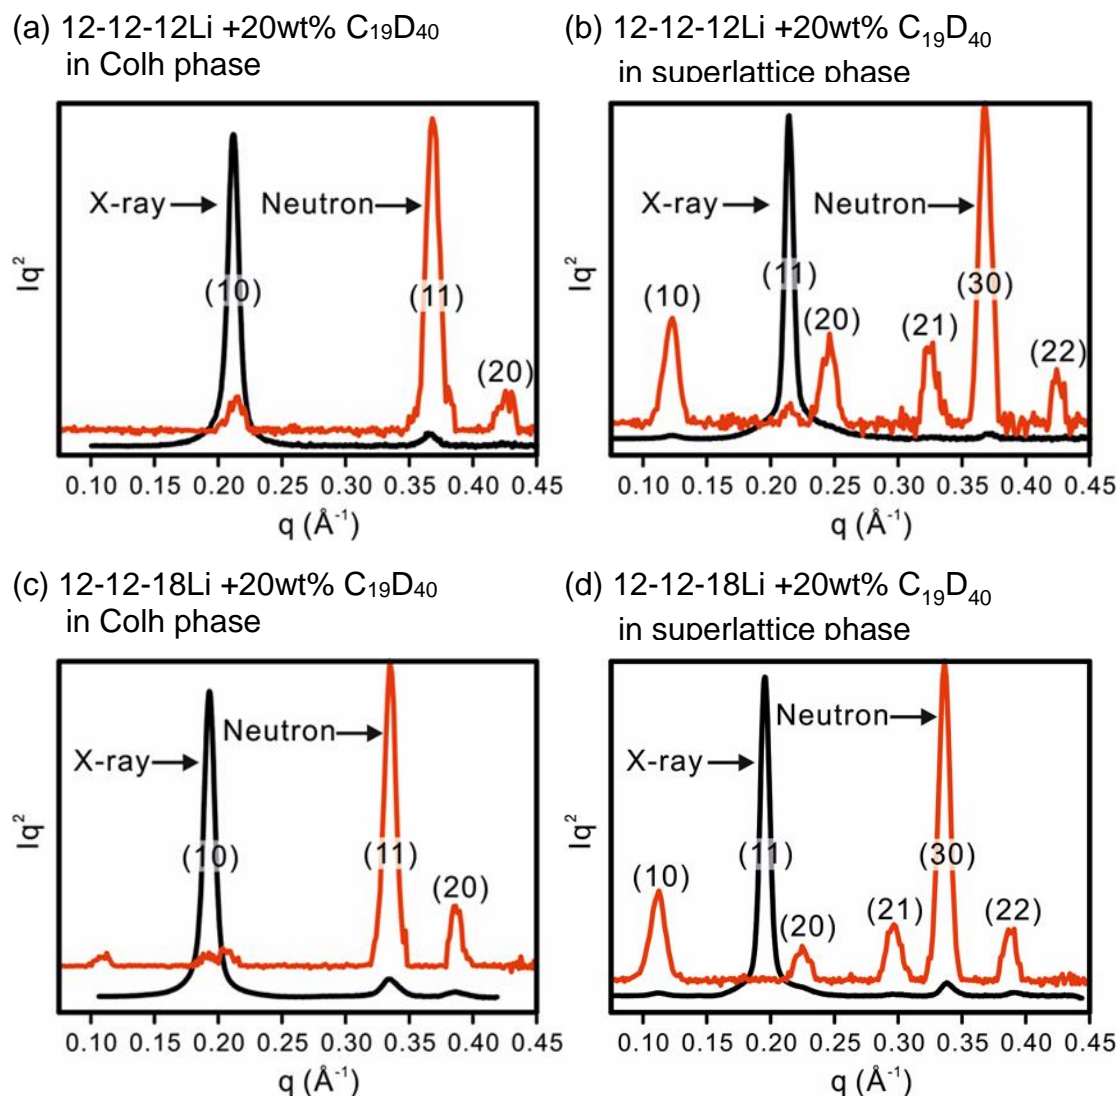 (a) 12-12-12Li +20wt% C₁₉D₄₀
in Colh phase
X-ray
Neutron
(10)
(11)
(20)
Iq²
0.10 0.15 0.20 0.25 0.30 0.35 0.40 0.45
q (Å⁻¹)
(b) 12-12-12Li +20wt% C₁₉D₄₀
in superlattice phase
X-ray
Neutron
(10)
(11)
(20)
(21)
(30)
(22)
Iq²
0.10 0.15 0.20 0.25 0.30 0.35 0.40 0.45
q (Å⁻¹)
(c) 12-12-18Li +20wt% C₁₉D₄₀
in Colh phase
Neutron
X-ray
(10)
(11)
(20)
Iq²
0.10 0.15 0.20 0.25 0.30 0.35 0.40 0.45
q (Å⁻¹)
(d) 12-12-18Li +20wt% C₁₉D₄₀
in superlattice phase
Neutron
X-ray
(10)
(11)
(20)
(21)
(30)
(22)
Iq²
0.10 0.15 0.20 0.25 0.30 0.35 0.40 0.45
q (Å⁻¹)